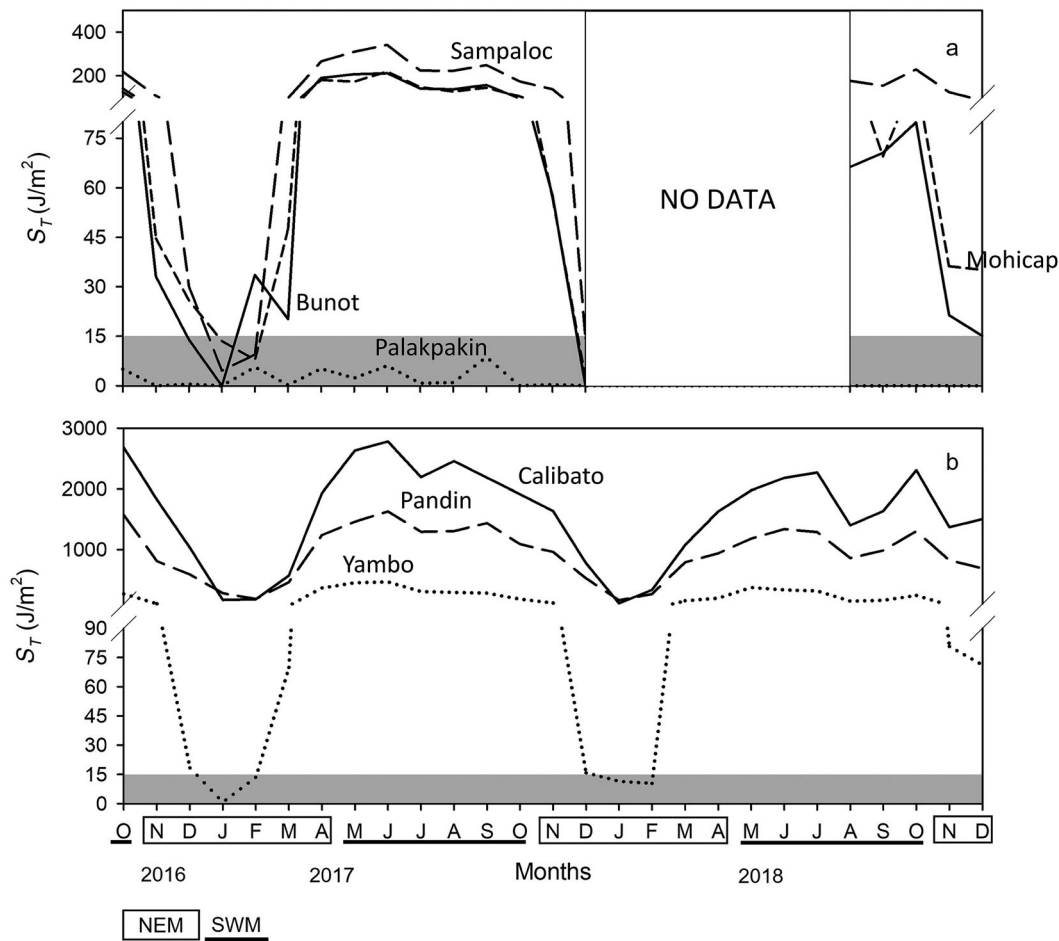 a
400
200
75
60
45
30
15
0
S_T (J/m²)
Sampaloc
Bunot
Palakpakin
NO DATA
Mohicap
b
3000
2000
1000
90
75
60
45
30
15
0
S_T (J/m²)
Calibato
Pandin
Yambo
O N D J F M A M J J A S O N D J F M A M J J A S O N D
2016 2017 Months 2018
NEM SWM